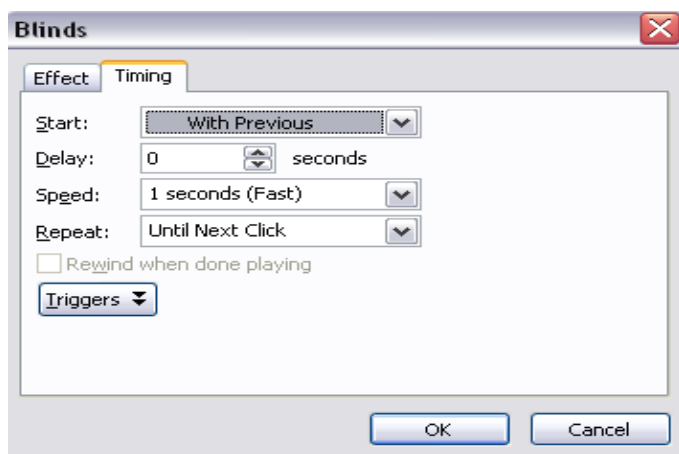 Blinds
Effect Timing
Start: With Previous
Delay: 0 seconds
Speed: 1 seconds (Fast)
Repeat: Until Next Click
Rewind when done playing
Triggers
OK Cancel